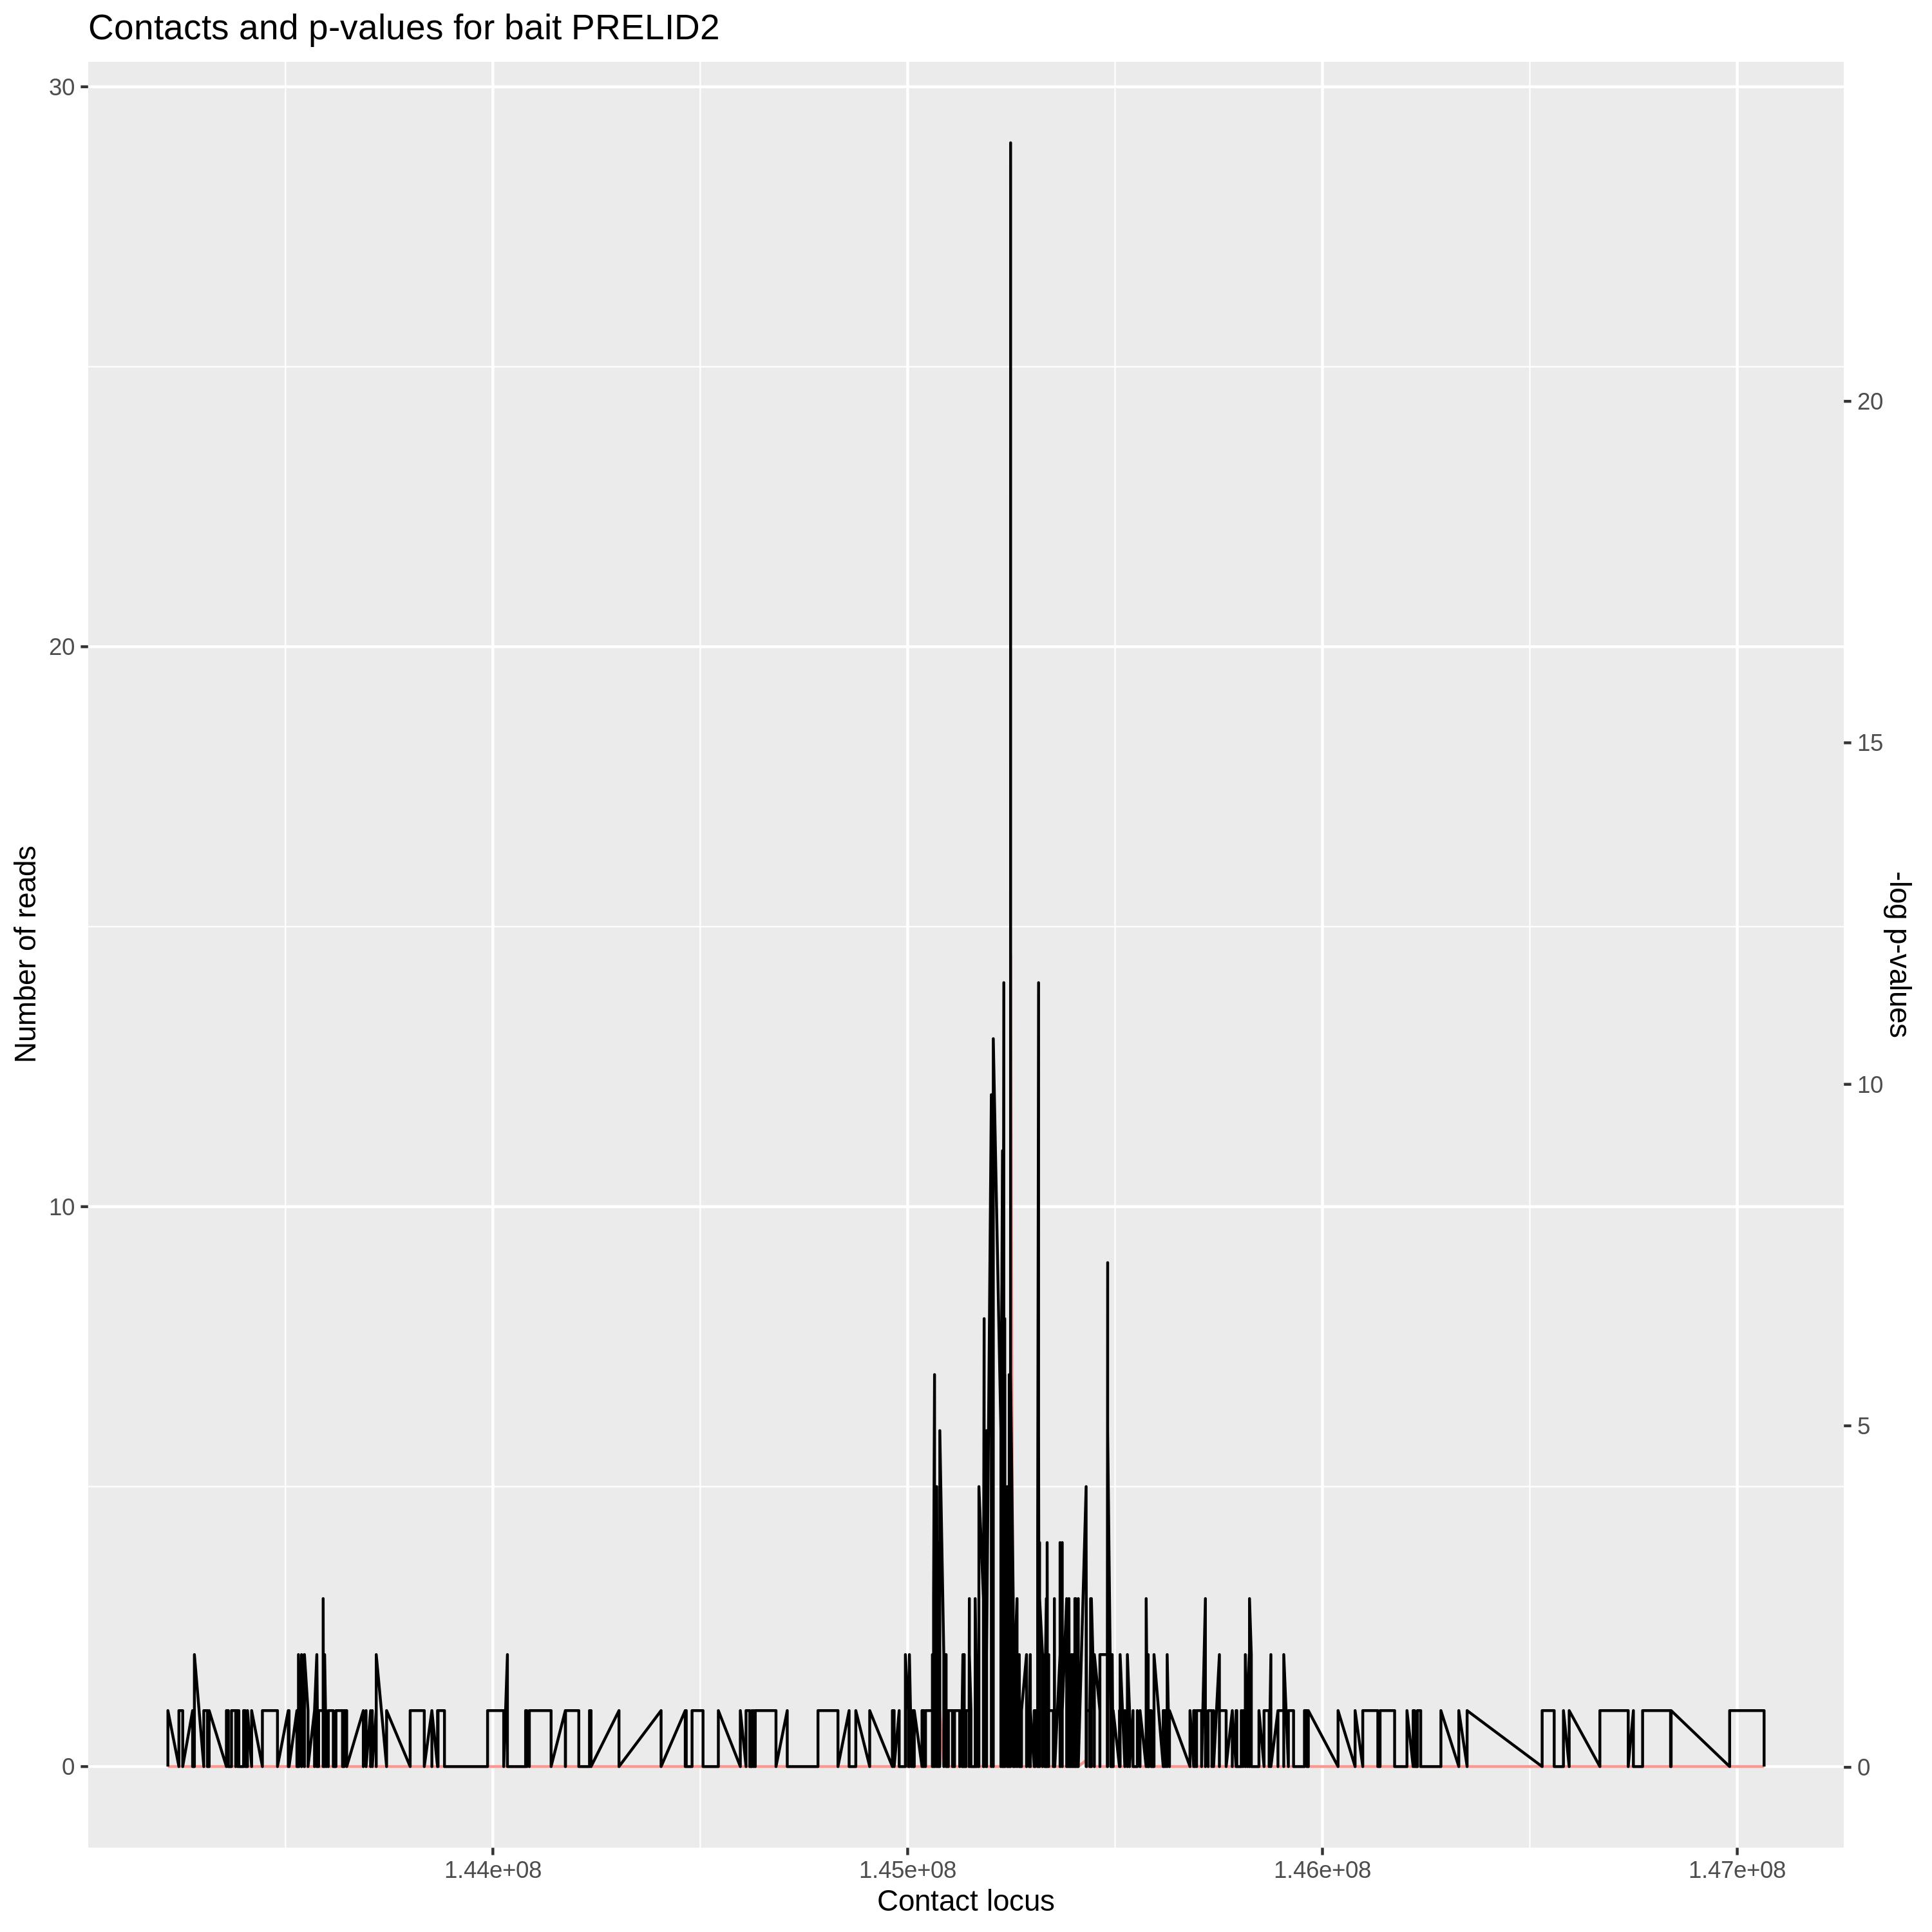 Contacts and p-values for bait PRELID2
30
20
10
0
Number of reads
20
15
10
5
0
-log p-values
1.44e+08
1.45e+08
1.46e+08
1.47e+08
Contact locus